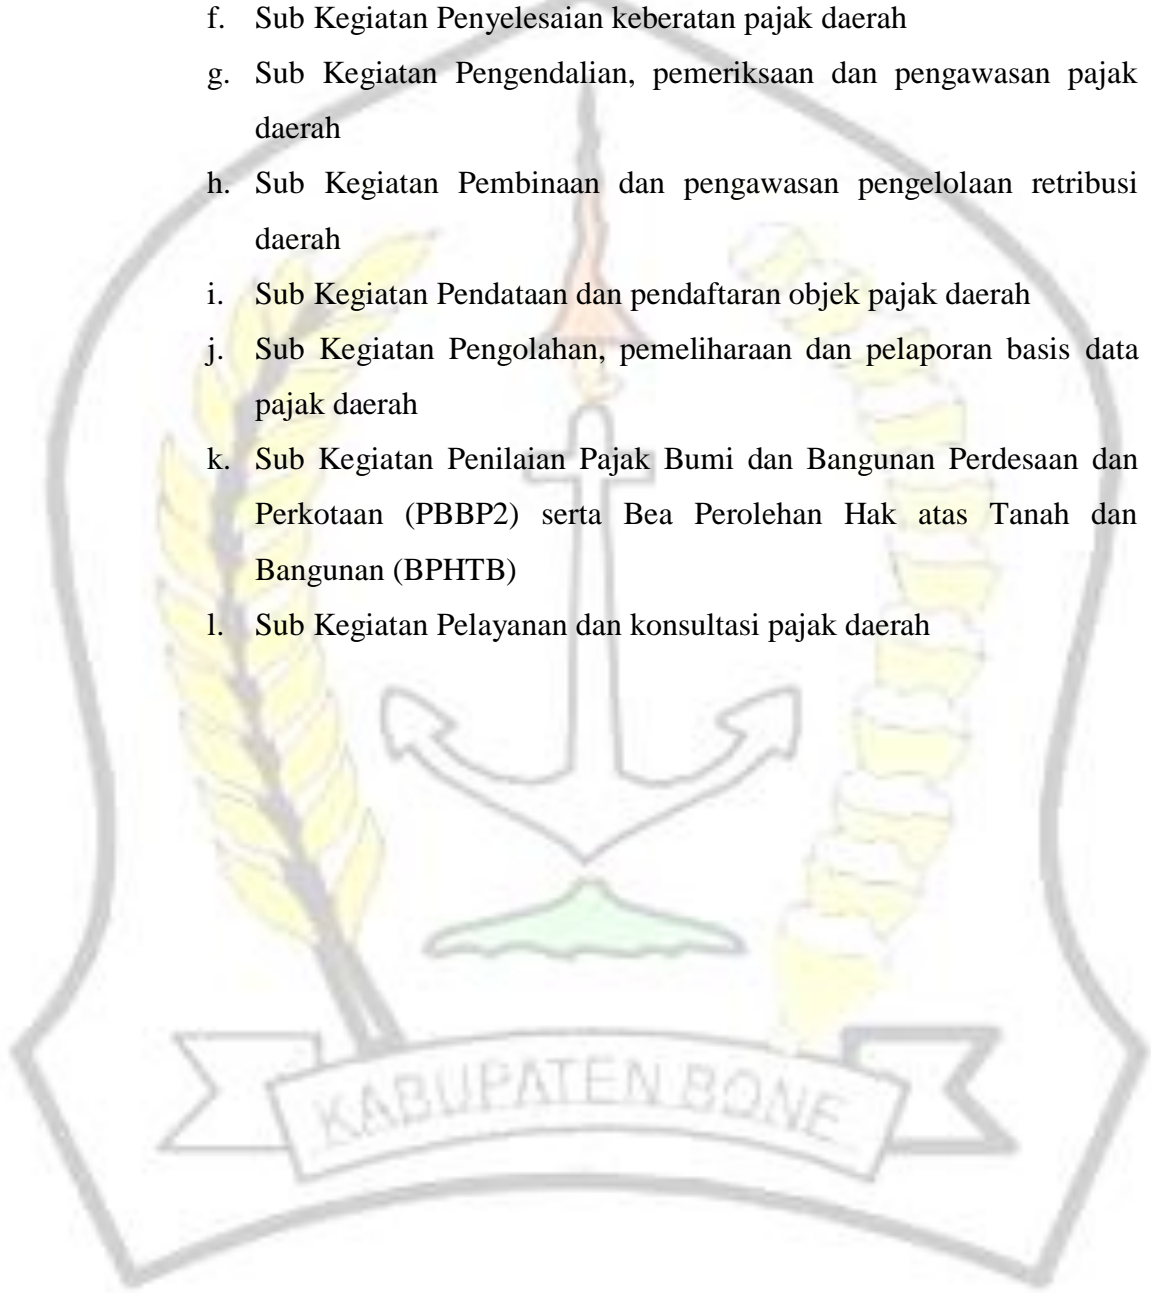 f. Sub Kegiatan Penyelesaian keberatan pajak daerah
g. Sub Kegiatan Pengendalian, pemeriksaan dan pengawasan pajak
daerah
h. Sub Kegiatan Pembinaan dan pengawasan pengelolaan retribusi
daerah
i. Sub Kegiatan Pendataan dan pendaftaran objek pajak daerah
j. Sub Kegiatan Pengolahan, pemeliharaan dan pelaporan basis data
pajak daerah
k. Sub Kegiatan Penilaian Pajak Bumi dan Bangunan Perdesaan dan
Perkotaan (PBBP2) serta Bea Perolehan Hak atas Tanah dan
Bangunan (BPHTB)
l. Sub Kegiatan Pelayanan dan konsultasi pajak daerah
KABUPATEN BONE